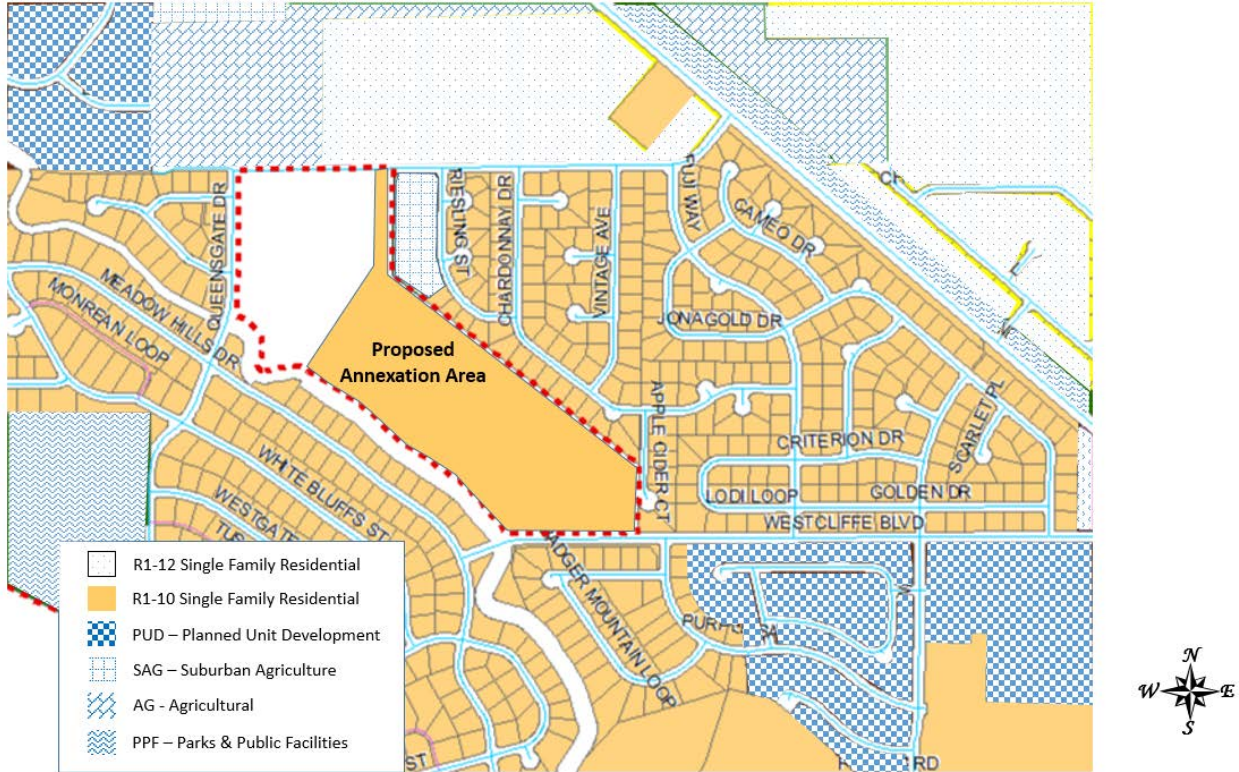 RIESLING ST
CHARDONNAY DR
VINTAGE AVE
FUJI WAY
CAMEO DR
QUEENSGATE DR
MEADOW HILLS DR
MONREAN LOOP
JONAGOLD DR
Proposed
Annexation Area
APPLE CIDER CT
SCARLET PL
CRITERION DR
LODI LOOP
GOLDEN DR
WESTCLIFFE BLVD
WHITE BLUFFS ST
WESTGATE
ADGER MOUNTAIN LOOP
R1-12 Single Family Residential
R1-10 Single Family Residential
PUD – Planned Unit Development
SAG – Suburban Agriculture
AG - Agricultural
PPF – Parks & Public Facilities
ST
RD
N
W E
S